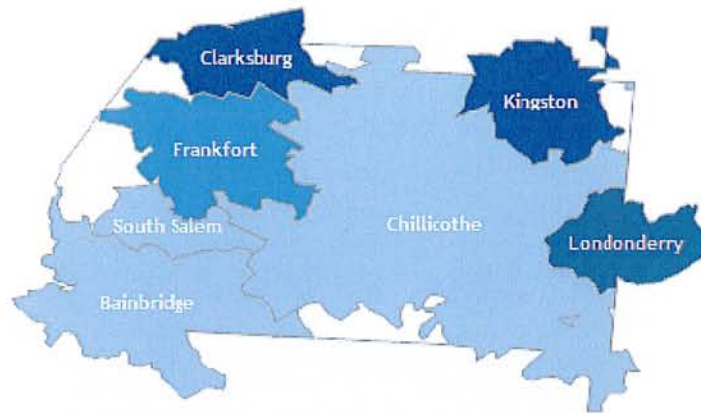 Clarksburg
Kingston
Frankfort
South Salem
Chillicothe
Londonderry
Bainbridge